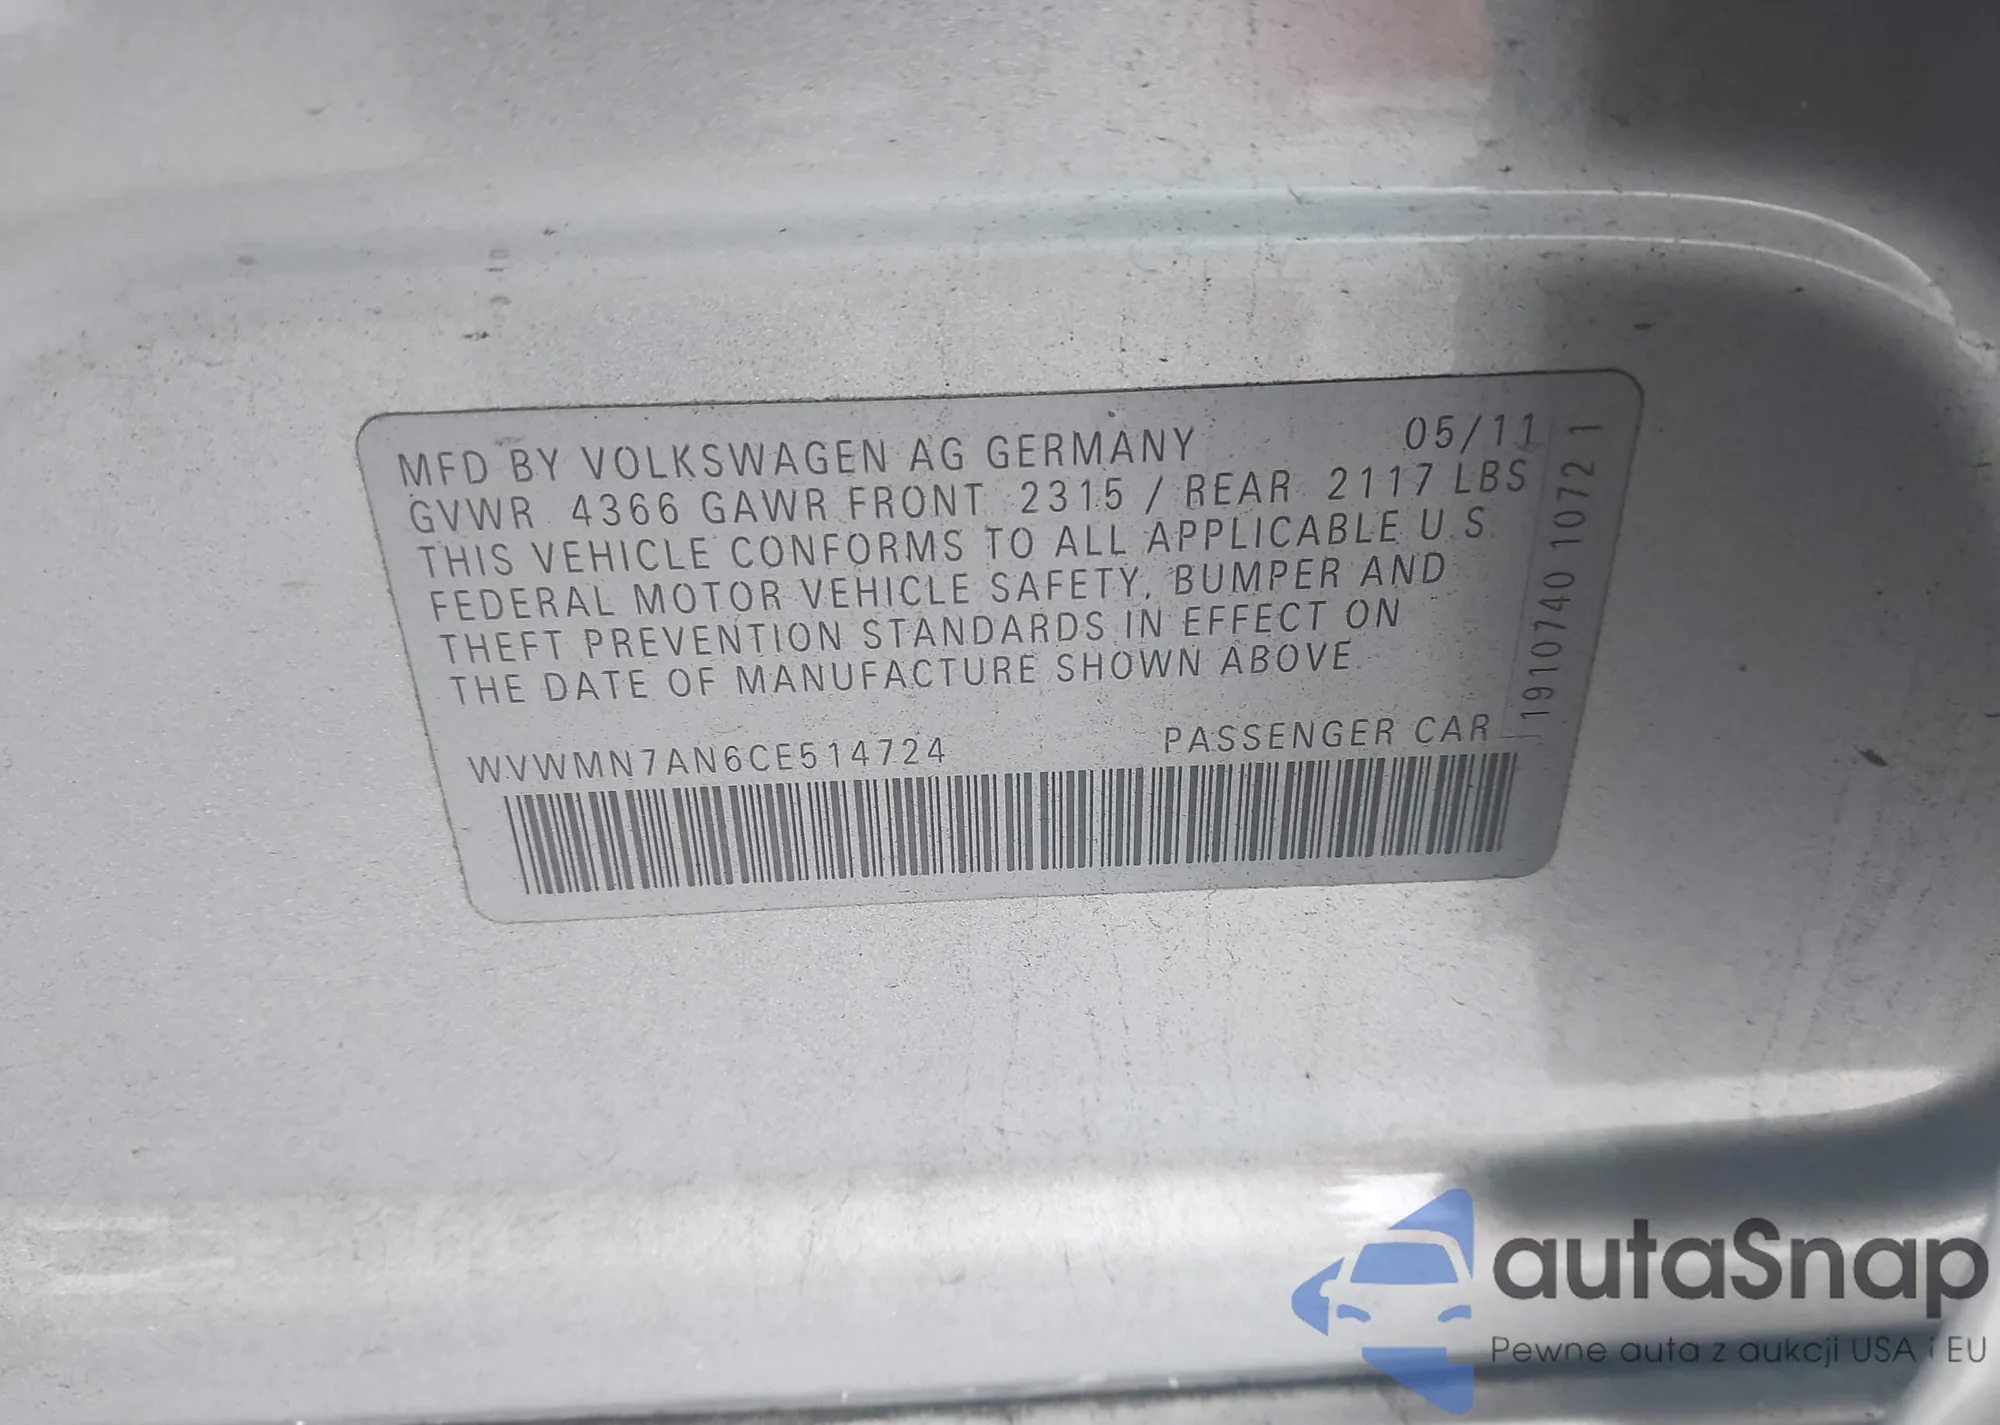 MFD BY VOLKSWAGEN AG GERMANY 05/11
GVWR 4366 GAWR FRONT 2315 / REAR 2117 LBS
THIS VEHICLE CONFORMS TO ALL APPLICABLE U.S.
FEDERAL MOTOR VEHICLE SAFETY, BUMPER AND
THEFT PREVENTION STANDARDS IN EFFECT ON
THE DATE OF MANUFACTURE SHOWN ABOVE.
WVWMN7AN6CE514724 PASSENGER CAR
19107740 1072 1
autaSnap
Pewne auta z aukcji USA i EU